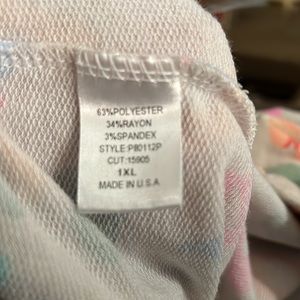 63%POLYESTER
34%RAYON
3%SPANDEX
STYLE:P80112P
CUT:15905
1XL
MADE IN U.S.A